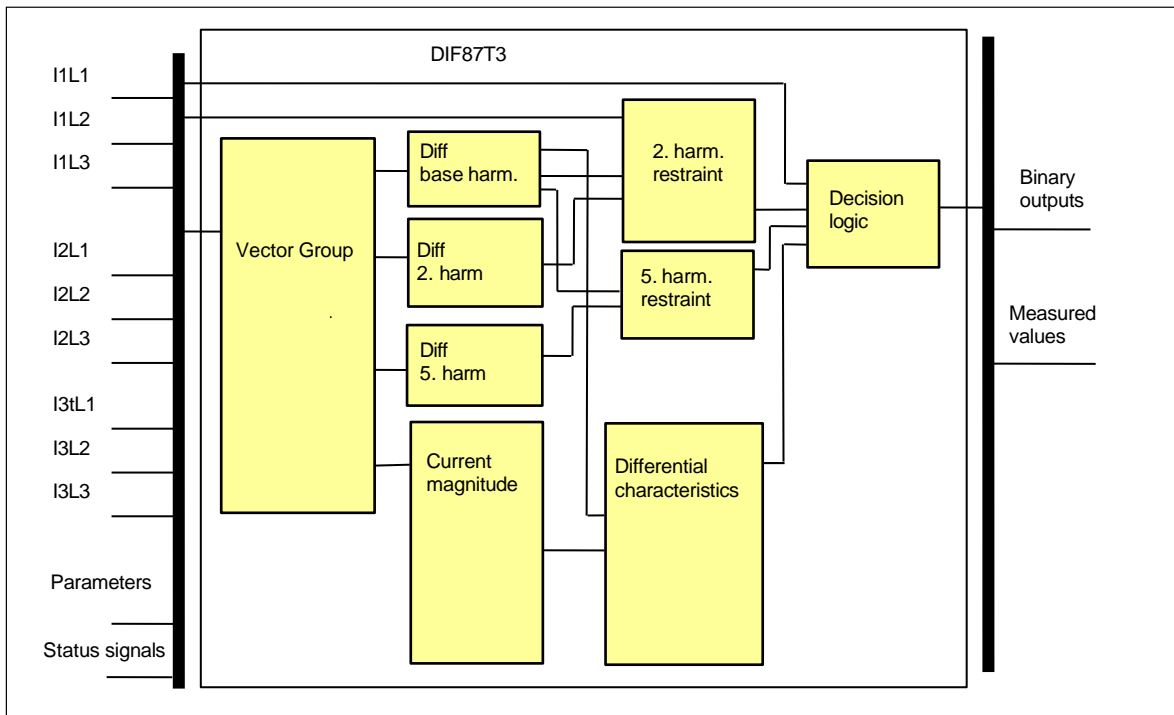 DIF87T3
I1L1
I1L2
I1L3
I2L1
I2L2
I2L3
I3tL1
I3L2
I3L3
Parameters
Status signals
Vector Group
Diff
base harm.
Diff
2. harm
Diff
5. harm
Current
magnitude
2. harm.
restraint
5. harm.
restraint
Differential
characteristics
Decision
logic
Binary
outputs
Measured
values